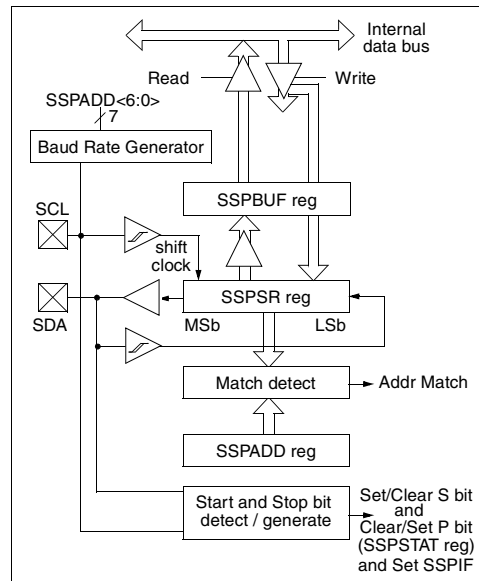 Internal
data bus
Read
Write
SSPADD<6:0>
7
Baud Rate Generator
SSPBUF reg
SCL
shift
clock
SSPSR reg
SDA
MSb
LSb
Match detect
Addr Match
SSPADD reg
Start and Stop bit
detect / generate
Set/Clear S bit
and
Clear/Set P bit
(SSPSTAT reg)
and Set SSPIF